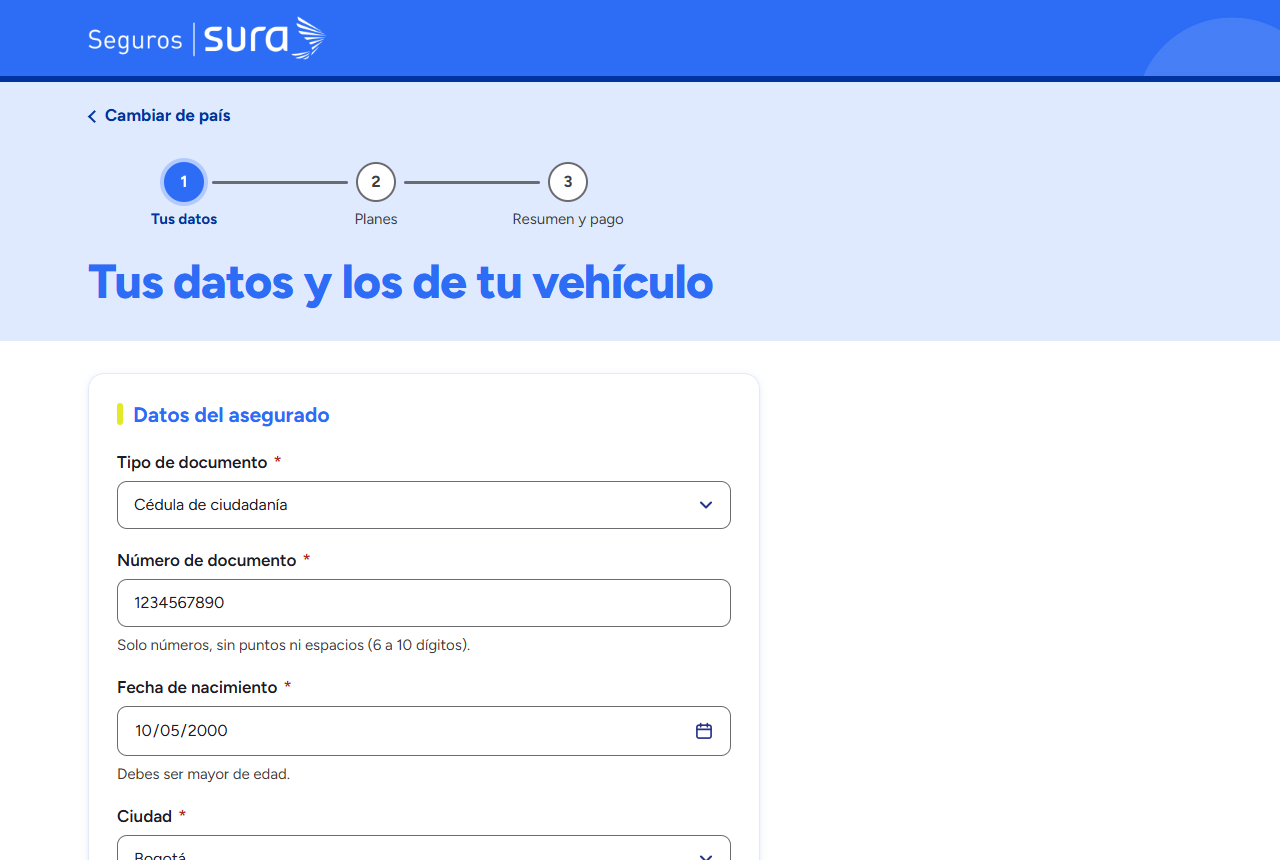 Seguros sura
Cambiar de país
1 2 3
Tus datos Planes Resumen y pago
Tus datos y los de tu vehículo
Datos del asegurado
Tipo de documento *
Cédula de ciudadanía
Número de documento *
1234567890
Solo números, sin puntos ni espacios (6 a 10 dígitos).
Fecha de nacimiento *
10/05/2000
Debes ser mayor de edad.
Ciudad *
Bogotá